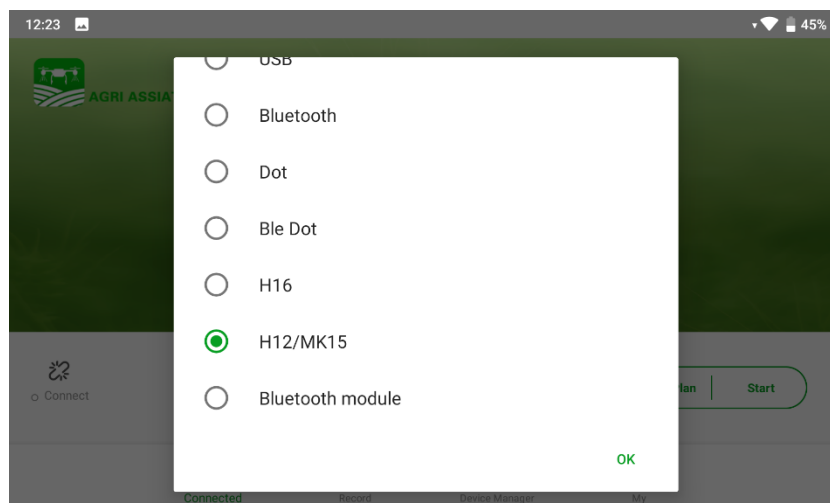 12:23
45%
AGRI ASSIA
USB
Bluetooth
Dot
Ble Dot
H16
H12/MK15
Bluetooth module
Connect
Start
OK
Connected
Record
Device Manager
My